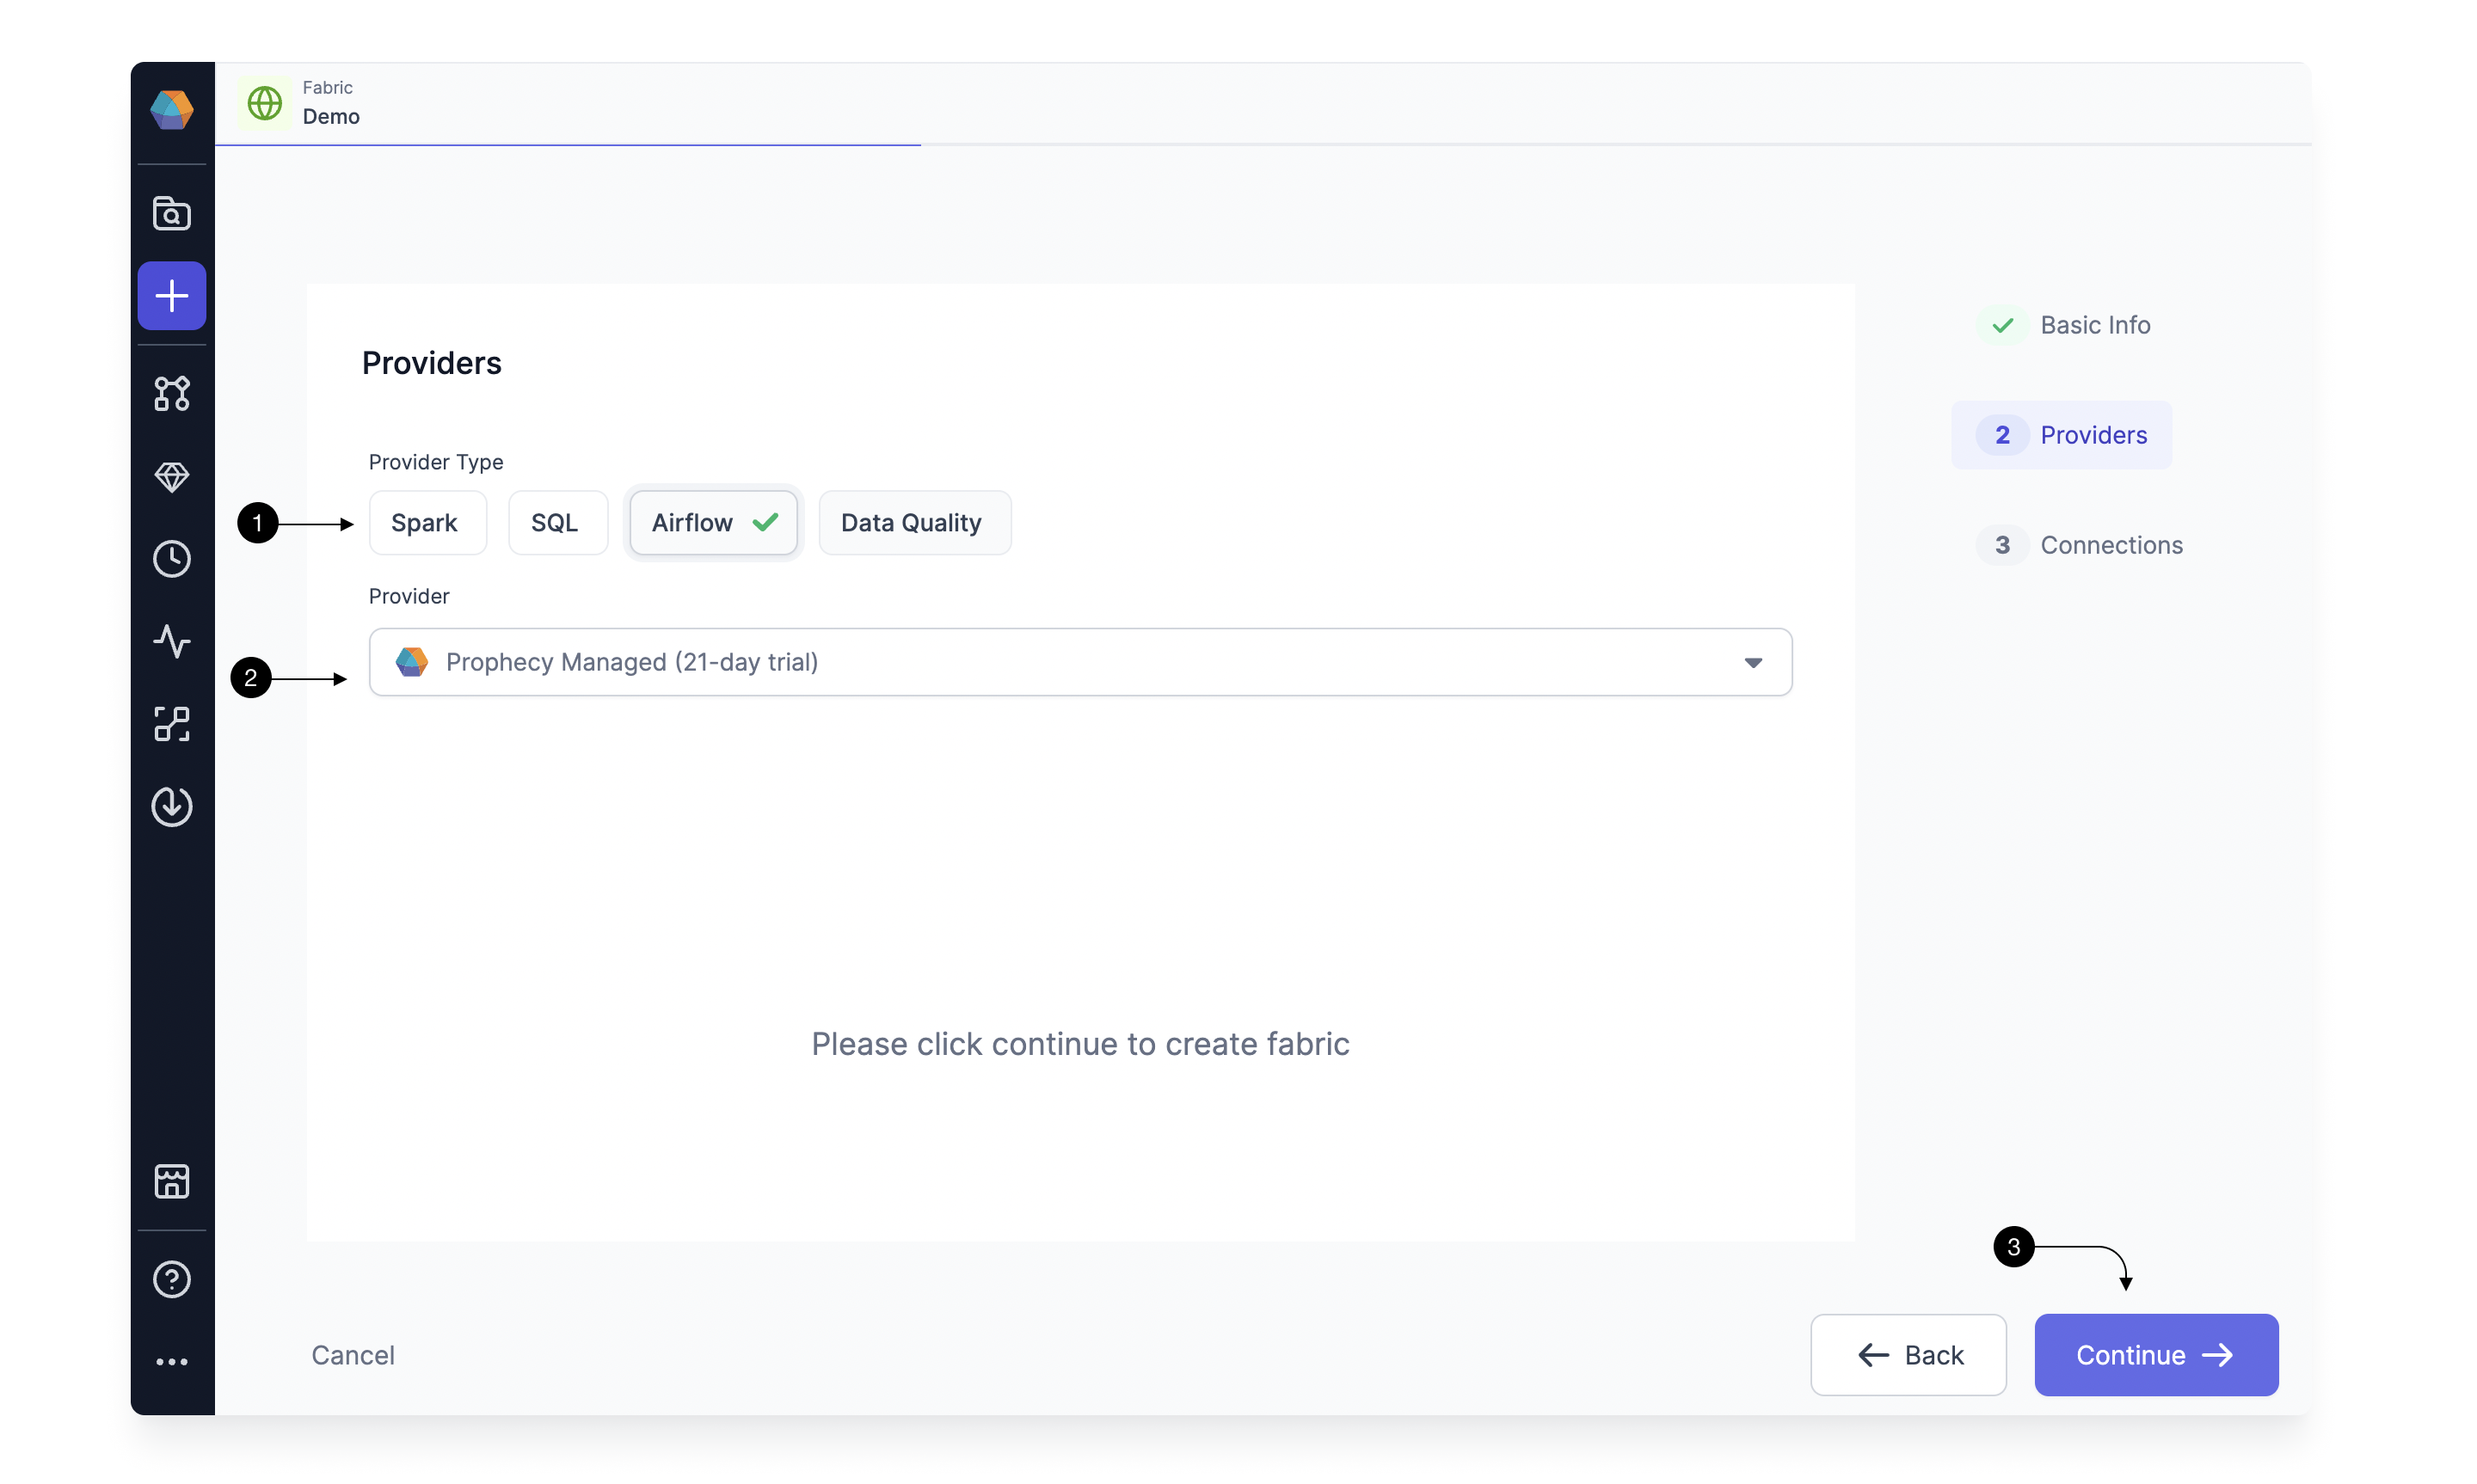 Fabric
Demo
Providers
Provider Type
1
Spark
SQL
Airflow
Data Quality
Provider
2
Prophecy Managed (21-day trial)
Please click continue to create fabric
Basic Info
2 Providers
3 Connections
3
Cancel
Back
Continue